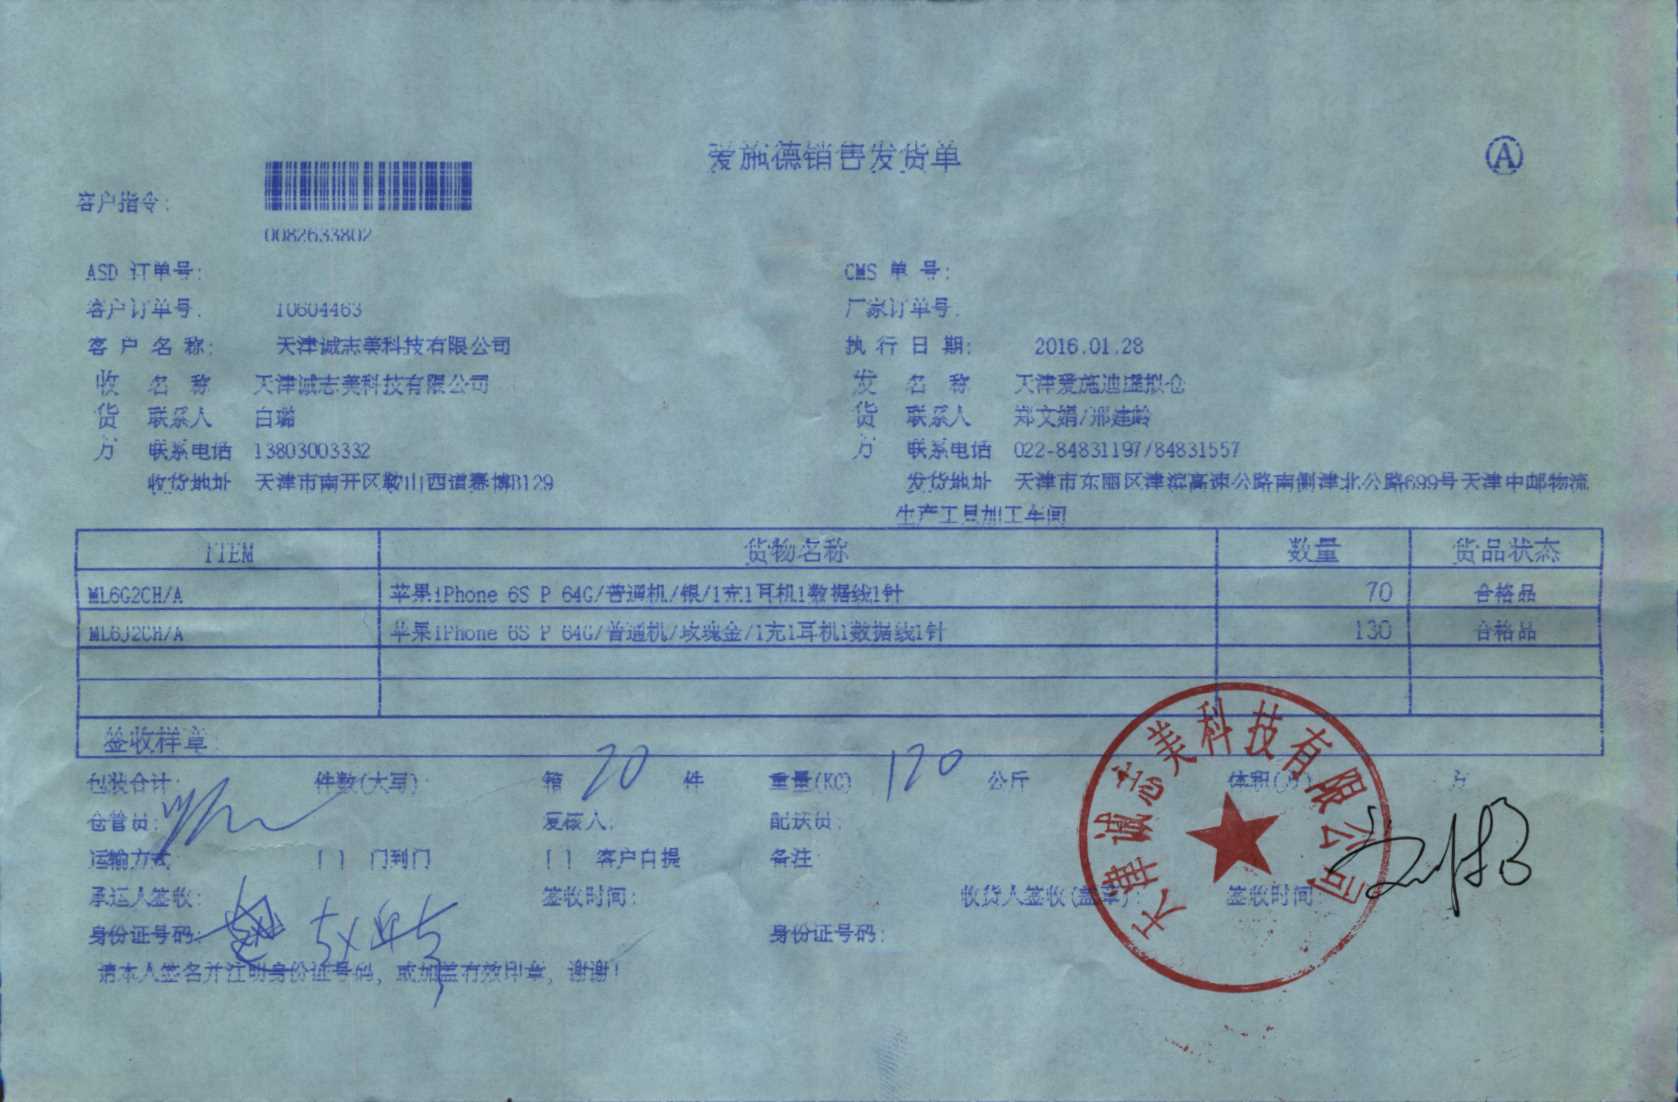 爱施德销售发货单
Ⓐ
客户指令:
0082633802
ASD 订单号: CMS 单 号:
客户订单号: 10604463 厂家订单号:
客 户 名 称: 天津诚志美科技有限公司 执 行 日 期: 2016.01.28
收 名 称 天津诚志美科技有限公司 发 名 称 天津爱施迪虚拟仓
货 联系人 白璐 货 联系人 郑文娟/邢建龄
方 联系电话 13803003332 方 联系电话 022-84831197/84831557
收货地址 天津市南开区鞍山西道赛博B129 发货地址 天津市东丽区津滨高速公路南侧津北公路699号天津中邮物流
生产工具加工车间
ITEM 货物名称 数量 货品状态
ML6G2CH/A 苹果iPhone 6S P 64G/普通机/银/1充1耳机1数据线1针 70 合格品
ML6J2CH/A 苹果iPhone 6S P 64G/普通机/玫瑰金/1充1耳机1数据线1针 130 合格品
签收样章:
包装合计: 件数(大写) 箱 20 件 重量(KG) 120 公斤 体积 方
仓管员: 复核人: 配送员:
运输方式 [ ] 门到门 [ ] 客户自提 备注
承运人签收: 签收时间: 收货人签收(盖章): 签收时间:
身份证号码: 身份证号码:
请本人签名并注明身份证号码，或加盖有效印章，谢谢!
天津诚志美科技有限公司